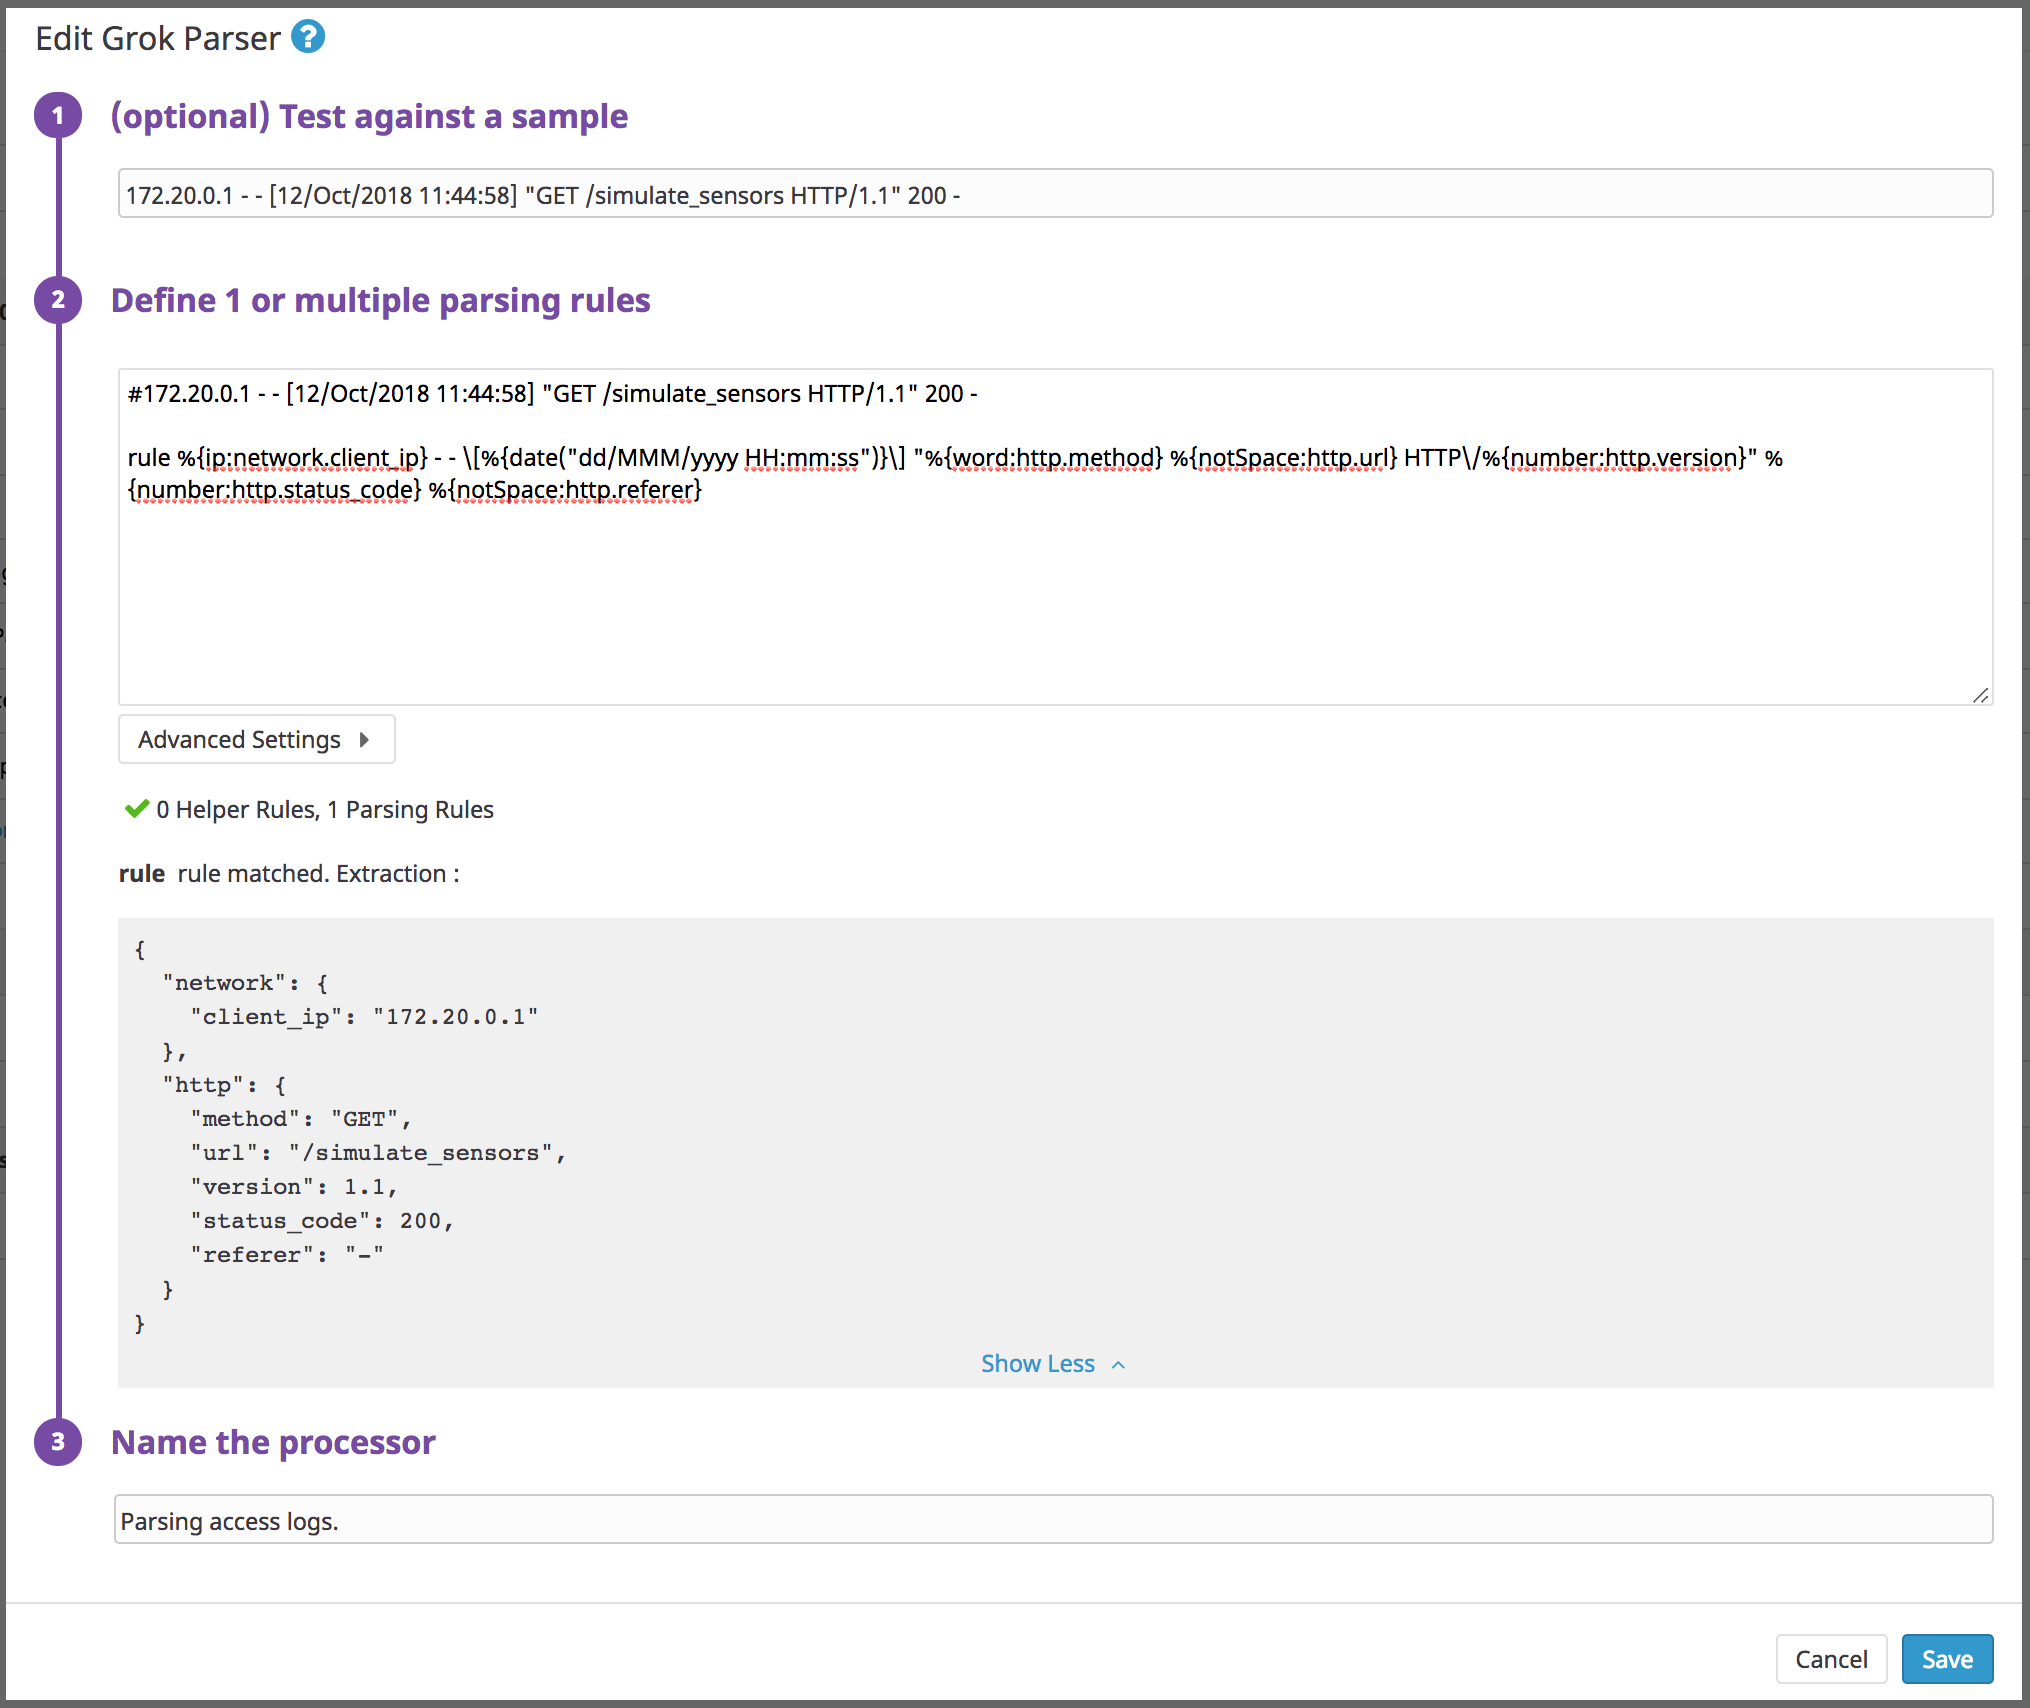 Edit Grok Parser ?
1 (optional) Test against a sample
172.20.0.1 - - [12/Oct/2018 11:44:58] "GET /simulate_sensors HTTP/1.1" 200 -
2 Define 1 or multiple parsing rules
#172.20.0.1 - - [12/Oct/2018 11:44:58] "GET /simulate_sensors HTTP/1.1" 200 -
rule %{ip:network.client_ip} - - \[%{date("dd/MMM/yyyy HH:mm:ss")}\] "%{word:http.method} %{notSpace:http.url} HTTP\/%{number:http.version}" %
{number:http.status_code} %{notSpace:http.referer}
Advanced Settings
0 Helper Rules, 1 Parsing Rules
rule rule matched. Extraction :
{
"network": {
"client_ip": "172.20.0.1"
},
"http": {
"method": "GET",
"url": "/simulate_sensors",
"version": 1.1,
"status_code": 200,
"referer": "-"
}
}
Show Less
3 Name the processor
Parsing access logs.
Cancel Save